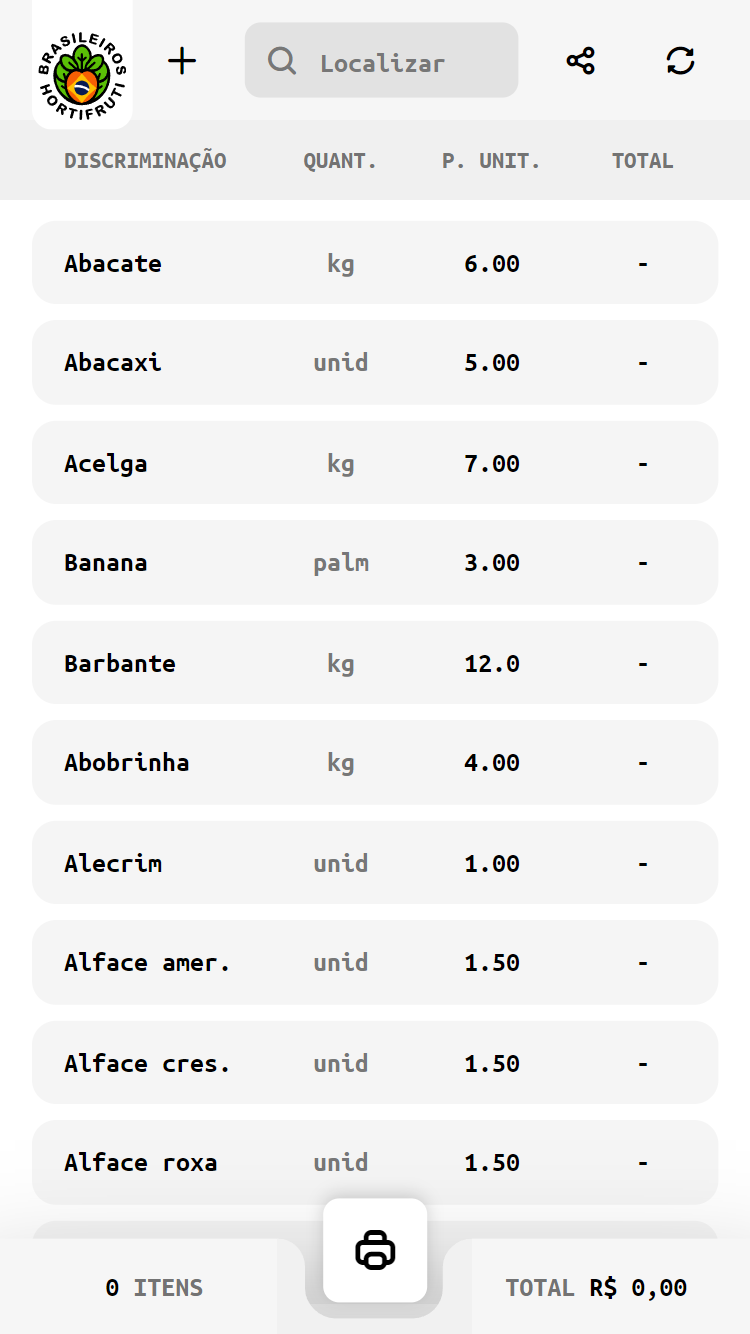 BRASILEIROS
HORTIFRUTI
Localizar
DISCRIMINAÇÃO QUANT. P. UNIT. TOTAL
Abacate kg 6.00 -
Abacaxi unid 5.00 -
Acelga kg 7.00 -
Banana palm 3.00 -
Barbante kg 12.0 -
Abobrinha kg 4.00 -
Alecrim unid 1.00 -
Alface amer. unid 1.50 -
Alface cres. unid 1.50 -
Alface roxa unid 1.50 -
0 ITENS TOTAL R$ 0,00